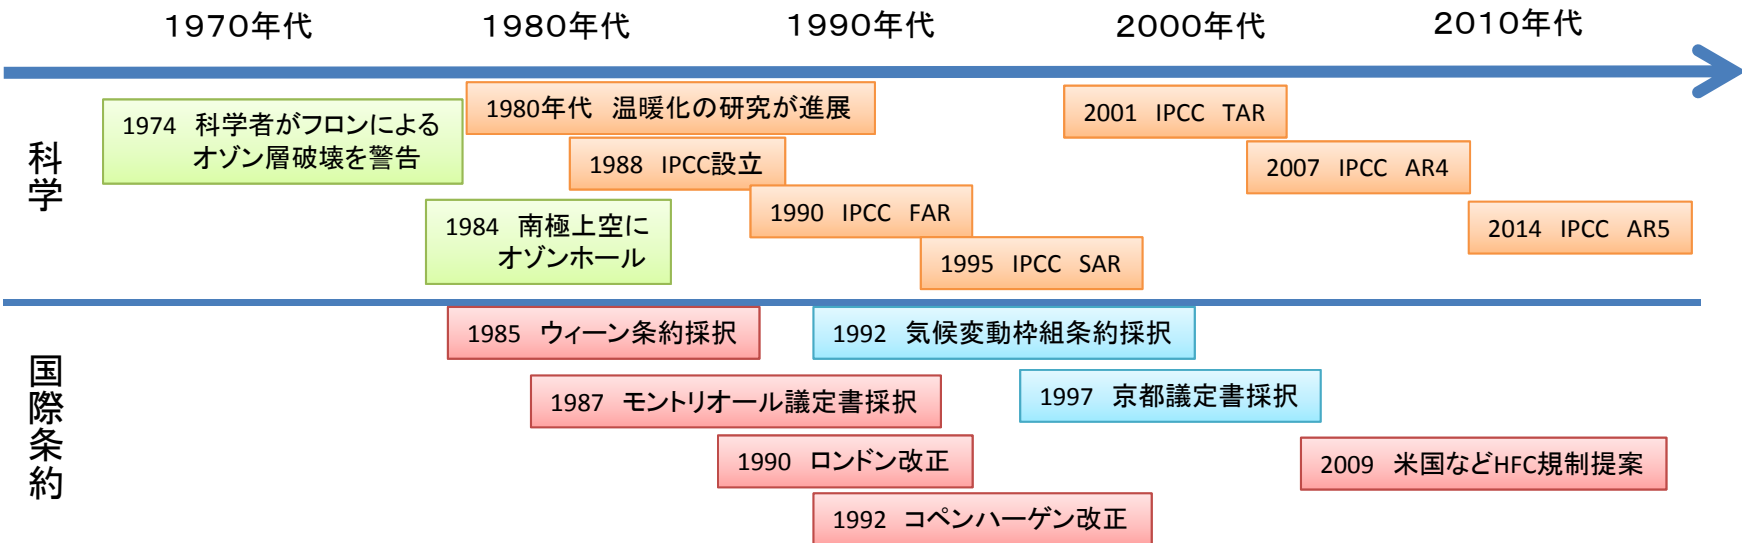 1970年代
1980年代
1990年代
2000年代
2010年代
科学
1974 科学者がフロンによる
オゾン層破壊を警告
1980年代 温暖化の研究が進展
1988 IPCC設立
1984 南極上空に
オゾンホール
1990 IPCC FAR
1995 IPCC SAR
2001 IPCC TAR
2007 IPCC AR4
2014 IPCC AR5
国際条約
1985 ウィーン条約採択
1987 モントリオール議定書採択
1990 ロンドン改正
1992 コペンハーゲン改正
1992 気候変動枠組条約採択
1997 京都議定書採択
2009 米国などHFC規制提案